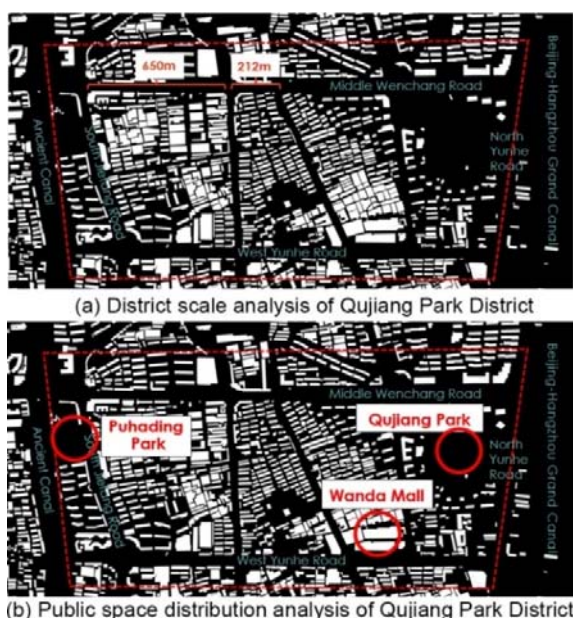 650m
212m
Middle Wenchang Road
Beijing-Hangzhou Grand Canal
Ancient Canal
North
Yunhe
Road
West Yunhe Road
(a) District scale analysis of Qujiang Park District
Middle Wenchang Road
Beijing-Hangzhou Grand Canal
Puhading
Park
Qujiang Park
Ancient Canal
North
Yunhe
Road
Wanda Mall
West Yunhe Road
(b) Public space distribution analysis of Qujiang Park District